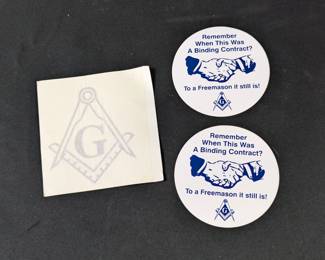 G
Remember
When This Was
A Binding Contract?
To a Freemason it still is!
G
Remember
When This Was
A Binding Contract?
To a Freemason it still is!
G